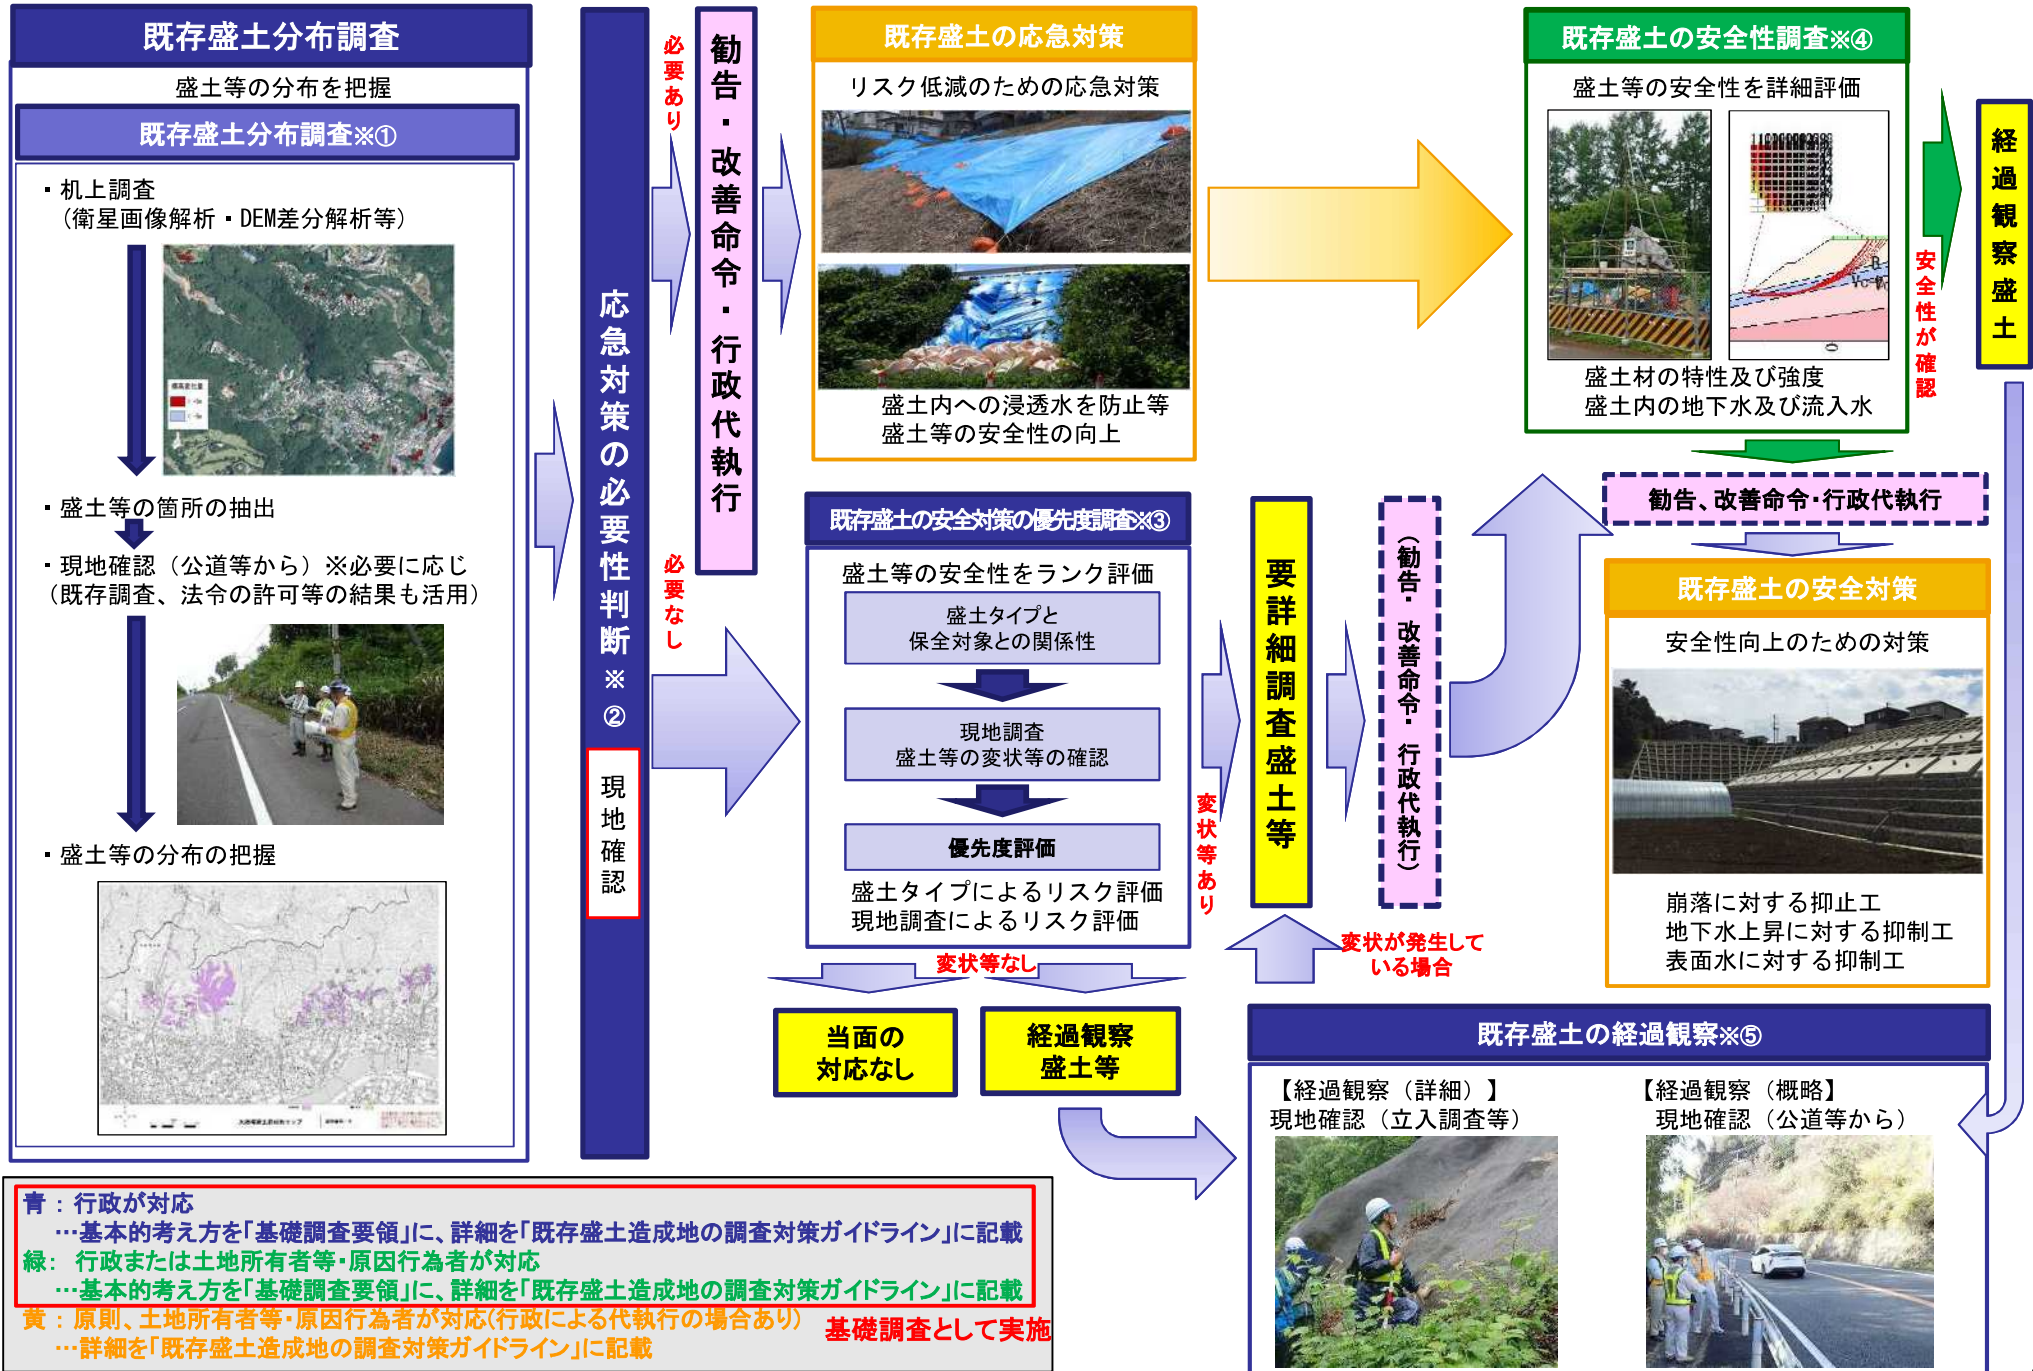 既存盛土分布調査
盛土等の分布を把握
既存盛土分布調査※①
・机上調査
（衛星画像解析・DEM差分解析等）
・盛土等の箇所の抽出
・現地確認（公道等から）※必要に応じ
（既存調査、法令の許可等の結果も活用）
・盛土等の分布の把握
応急対策の必要性判断※②
現地確認
必要あり
必要なし
勧告・改善命令・行政代執行
既存盛土の応急対策
リスク低減のための応急対策
盛土内への浸透水を防止等
盛土等の安全性の向上
既存盛土の安全対策の優先度調査※③
盛土等の安全性をランク評価
盛土タイプと
保全対象との関係性
現地調査
盛土等の変状等の確認
優先度評価
盛土タイプによるリスク評価
現地調査によるリスク評価
変状等なし
当面の
対応なし
経過観察
盛土等
変状等あり
要詳細調査盛土等
（勧告・改善命令・行政代執行）
変状が発生して
いる場合
既存盛土の安全性調査※④
盛土等の安全性を詳細評価
盛土材の特性及び強度
盛土内の地下水及び流入水
安全性が確認
経過観察盛土
勧告、改善命令・行政代執行
既存盛土の安全対策
安全性向上のための対策
崩落に対する抑止工
地下水上昇に対する抑制工
表面水に対する抑制工
既存盛土の経過観察※⑤
【経過観察（詳細）】
現地確認（立入調査等）
【経過観察（概略】
現地確認（公道等から）
青：行政が対応
…基本的考え方を「基礎調査要領」に、詳細を「既存盛土造成地の調査対策ガイドライン」に記載
緑： 行政または土地所有者等・原因行為者が対応
…基本的考え方を「基礎調査要領」に、詳細を「既存盛土造成地の調査対策ガイドライン」に記載
黄：原則、土地所有者等・原因行為者が対応(行政による代執行の場合あり)
…詳細を「既存盛土造成地の調査対策ガイドライン」に記載
基礎調査として実施